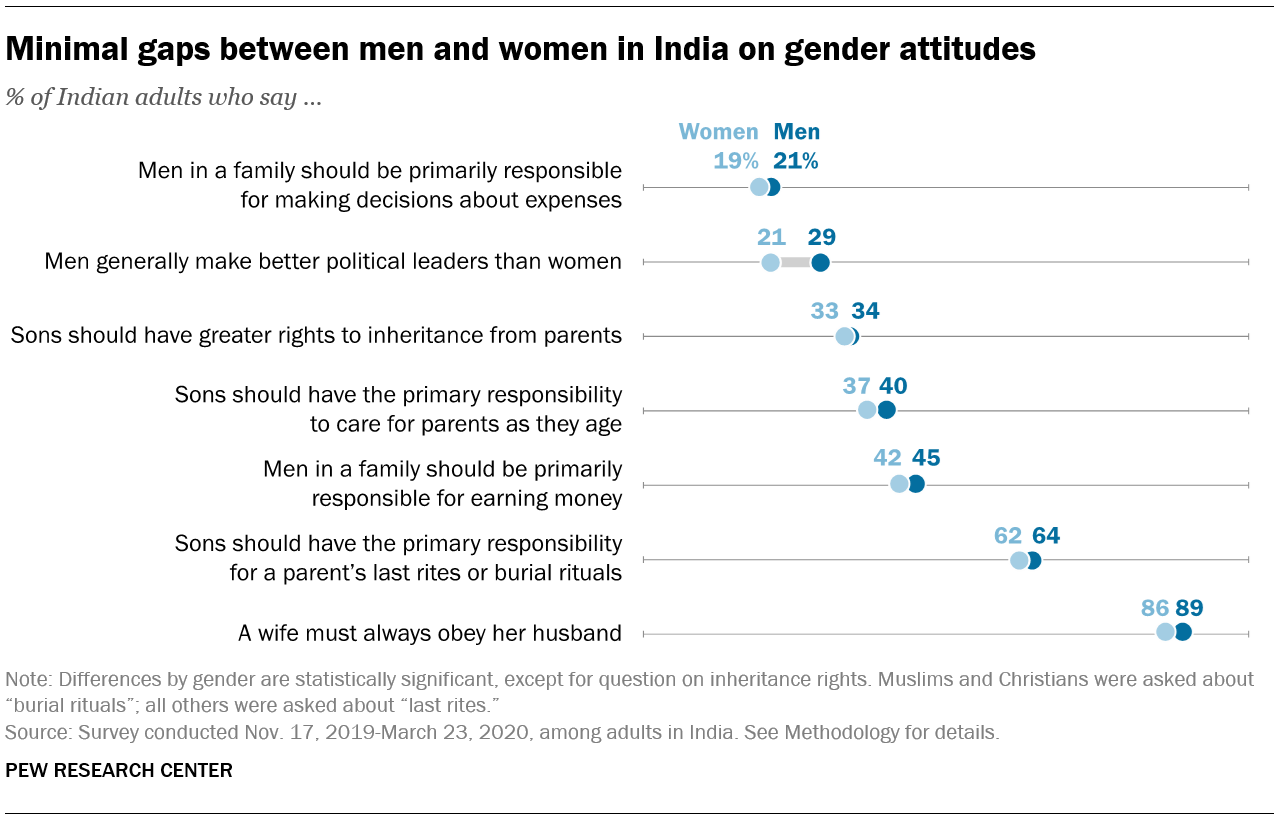 Minimal gaps between men and women in India on gender attitudes
% of Indian adults who say ...
Women Men
19% 21%
Men in a family should be primarily responsible
for making decisions about expenses
21 29
Men generally make better political leaders than women
33 34
Sons should have greater rights to inheritance from parents
37 40
Sons should have the primary responsibility
to care for parents as they age
42 45
Men in a family should be primarily
responsible for earning money
62 64
Sons should have the primary responsibility
for a parent’s last rites or burial rituals
86 89
A wife must always obey her husband
Note: Differences by gender are statistically significant, except for question on inheritance rights. Muslims and Christians were asked about
“burial rituals”; all others were asked about “last rites.”
Source: Survey conducted Nov. 17, 2019-March 23, 2020, among adults in India. See Methodology for details.
PEW RESEARCH CENTER